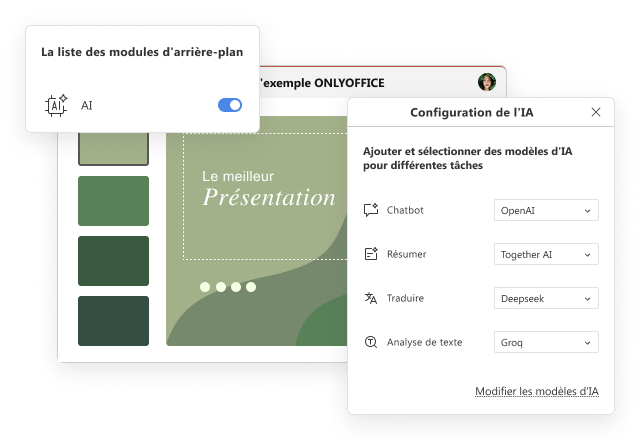 La liste des modules d'arrière-plan
AI
AI
'exemple ONLYOFFICE
Le meilleur
Présentation
Configuration de l'IA
Ajouter et sélectionner des modèles d'IA
pour différentes tâches
Chatbot
OpenAI
Résumer
Together AI
Traduire
Deepseek
Analyse de texte
Groq
Modifier les modèles d'IA